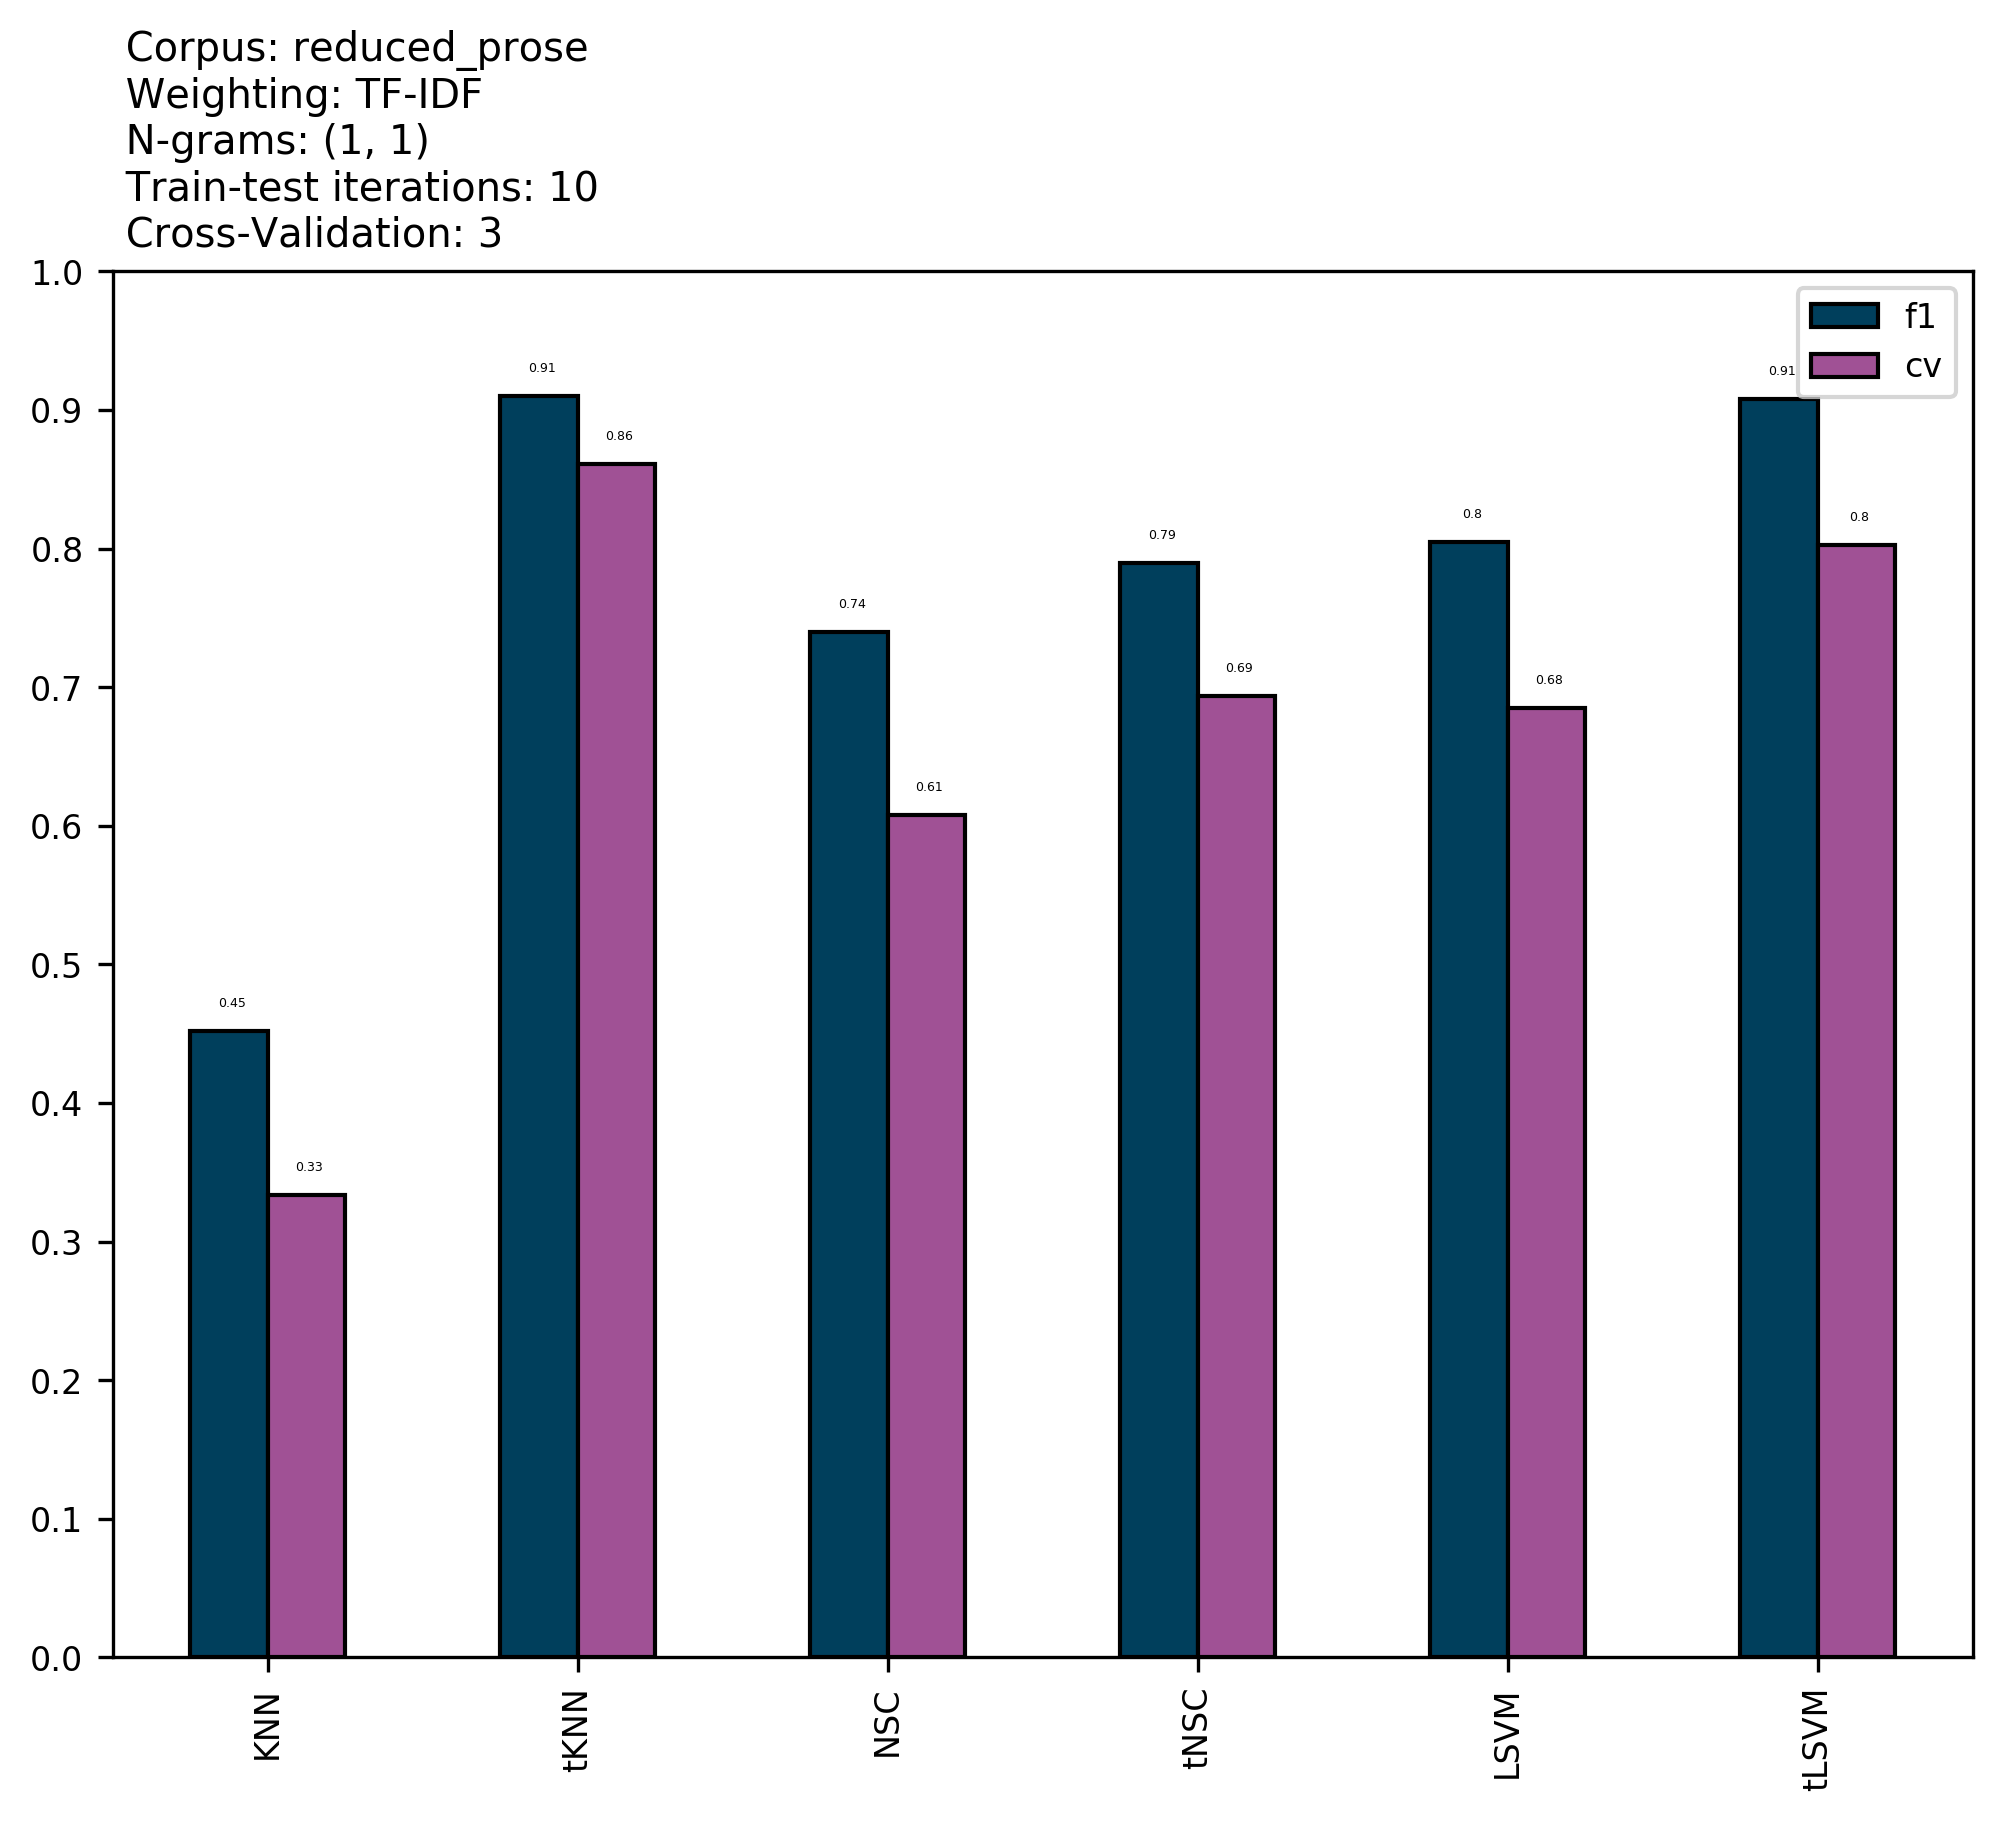 Corpus: reduced_prose
Weighting: TF-IDF
N-grams: (1, 1)
Train-test iterations: 10
Cross-Validation: 3
1.0
0.9
0.8
0.7
0.6
0.5
0.4
0.3
0.2
0.1
0.0
f1
cv
0.45
0.33
0.91
0.86
0.74
0.61
0.79
0.69
0.8
0.68
0.91
0.8
KNN
tKNN
NSC
tNSC
LSVM
tLSVM